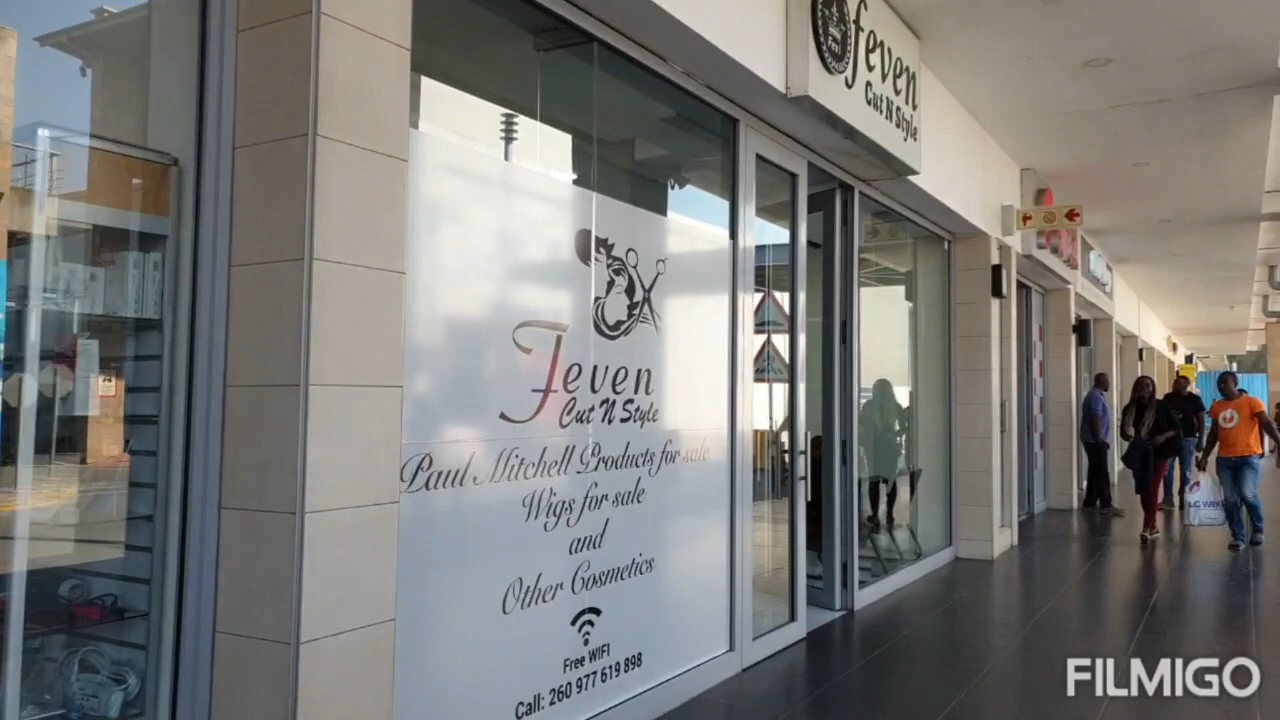 feven
Cut N Style
Feven
Cut N Style
Paul Mitchell Products for sale
Wigs for sale
and
Other Cosmetics
Free WIFI
Call: 260 977 619 898
FILMIGO